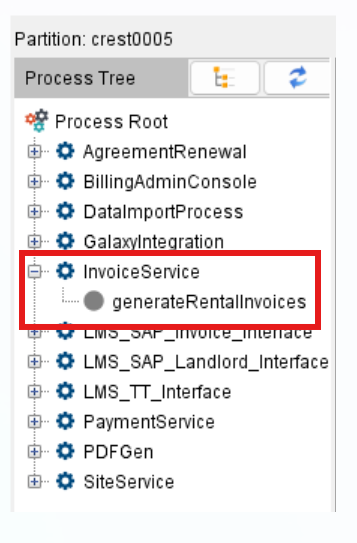 Partition: crest0005
Process Tree
Process Root
AgreementRenewal
BillingAdminConsole
DataImportProcess
GalaxyIntegration
InvoiceService
generateRentalInvoices
LMS_SAP_Invoice_Interface
LMS_SAP_Landlord_Interface
LMS_TT_Interface
PaymentService
PDFGen
SiteService